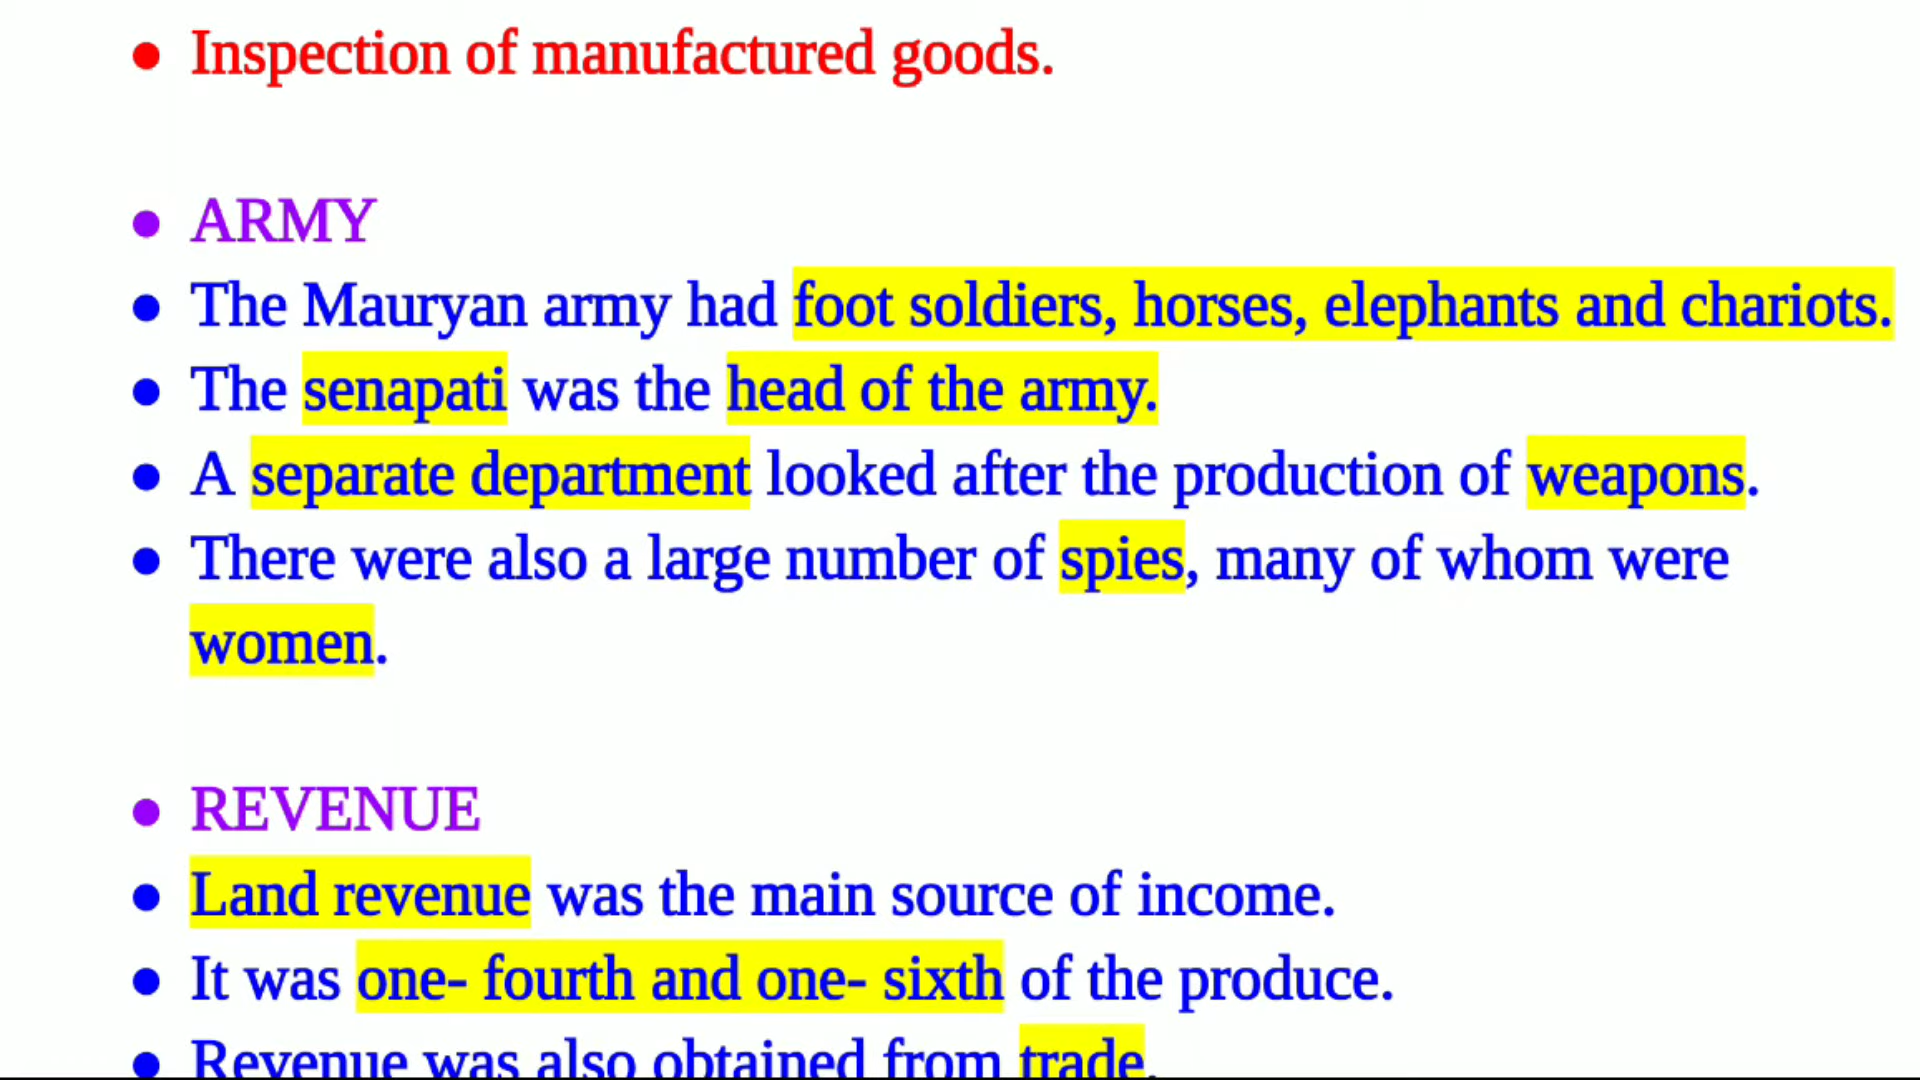 ● Inspection of manufactured goods.
● ARMY
● The Mauryan army had foot soldiers, horses, elephants and chariots.
● The senapati was the head of the army.
● A separate department looked after the production of weapons.
● There were also a large number of spies, many of whom were
women.
● REVENUE
● Land revenue was the main source of income.
● It was one- fourth and one- sixth of the produce.
● Revenue was also obtained from trade.